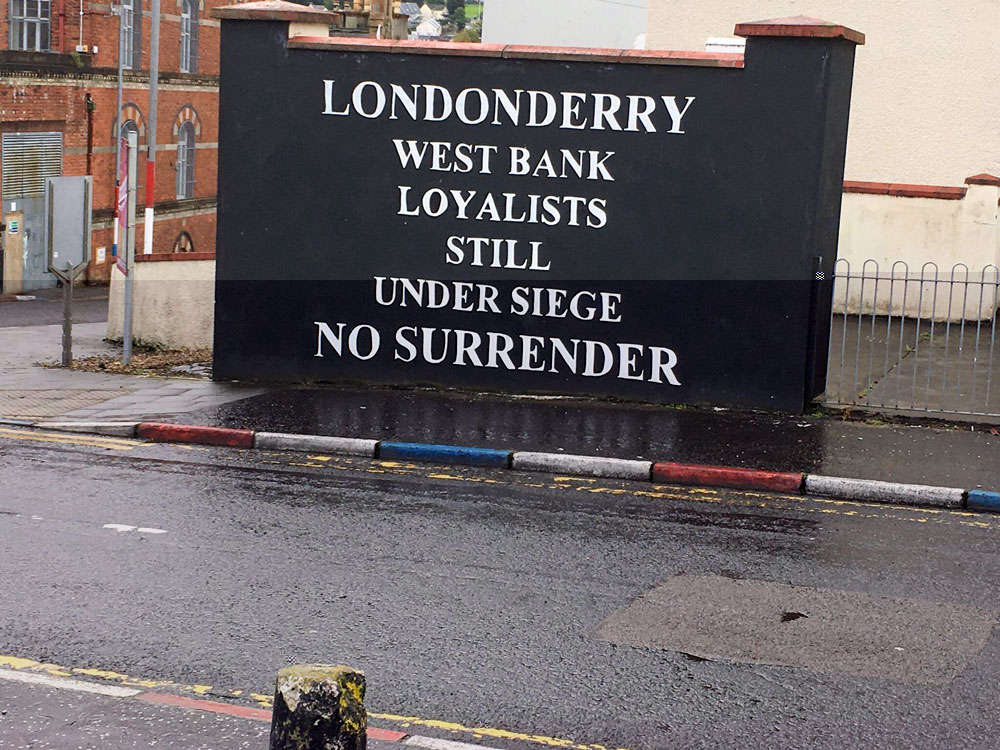 LONDONDERRY
WEST BANK
LOYALISTS
STILL
UNDER SIEGE
NO SURRENDER